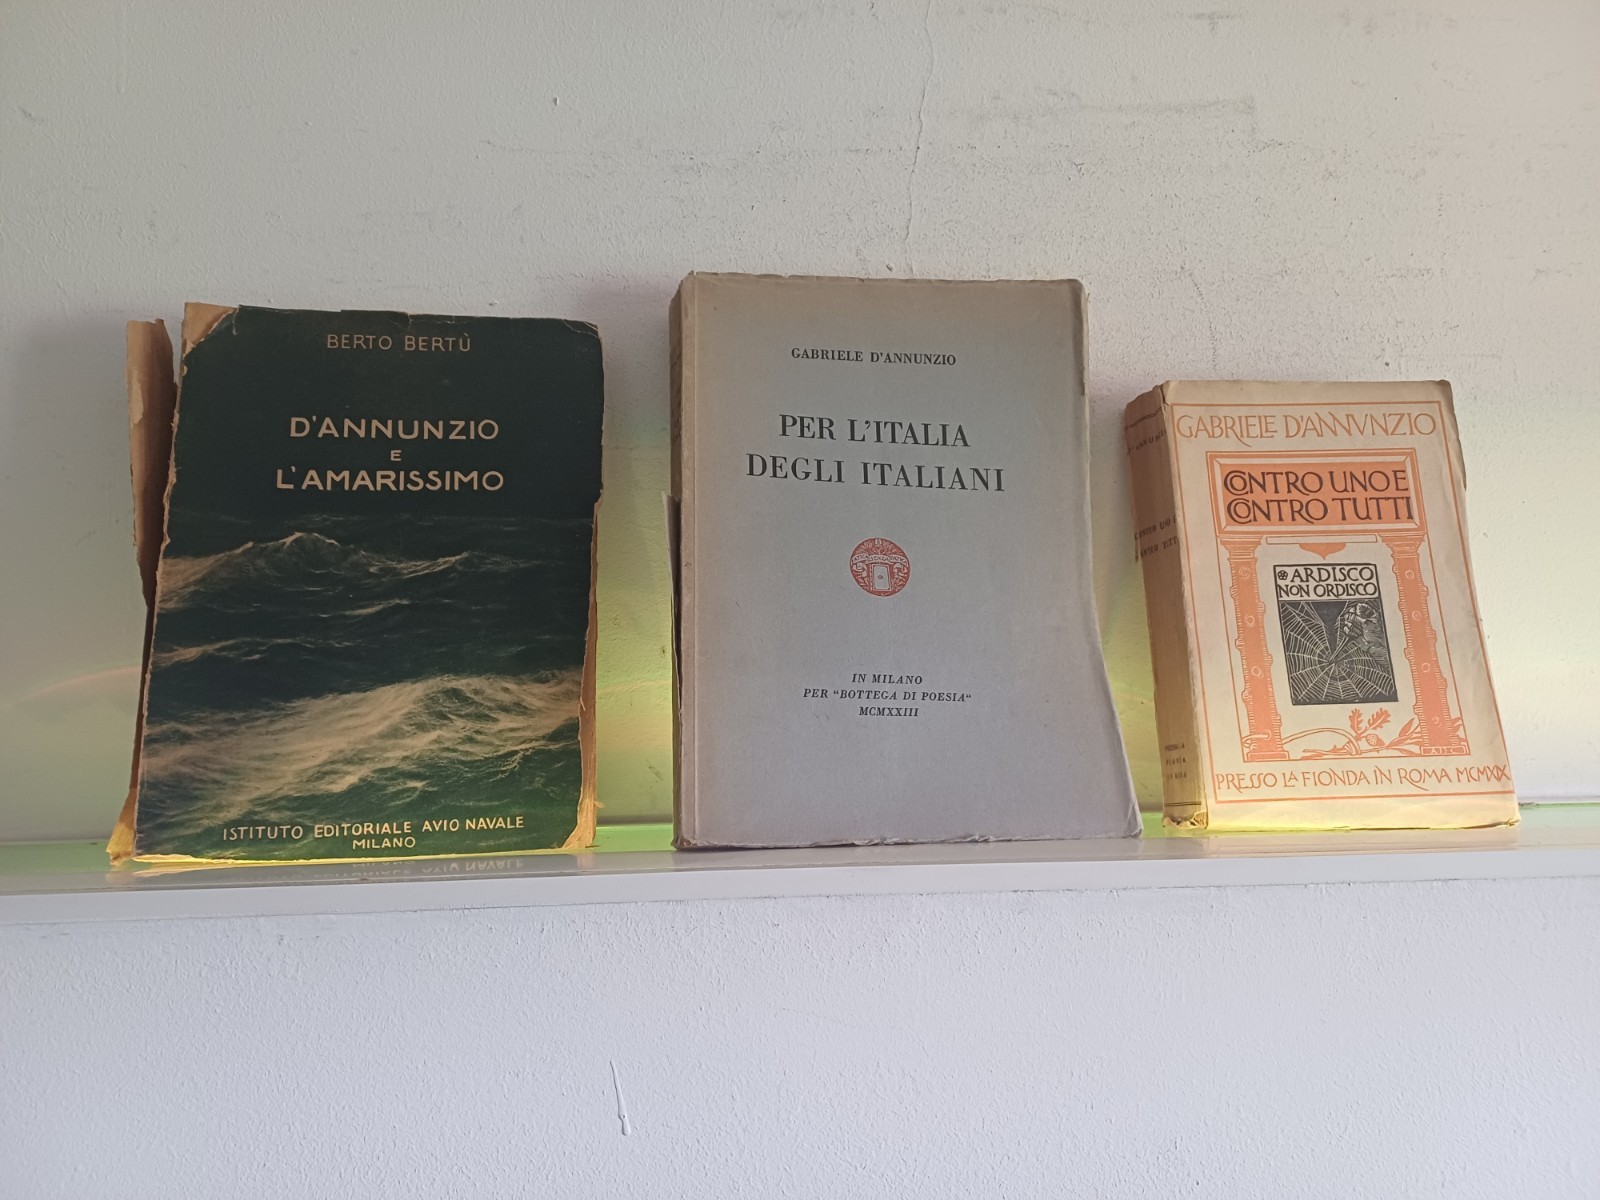 BERTO BERTÙ
D'ANNUNZIO
E
L'AMARISSIMO
ISTITUTO EDITORIALE AVIO NAVALE
MILANO
GABRIELE D'ANNUNZIO
PER L'ITALIA
DEGLI ITALIANI
IN MILANO
PER "BOTTEGA DI POESIA"
MCMXXIII
GABRIELE D'ANNVNZIO
CONTRO UNO E
CONTRO TUTTI
ARDISCO
NON ORDISCO
PRESSO LA FIONDA IN ROMA MCMXIX